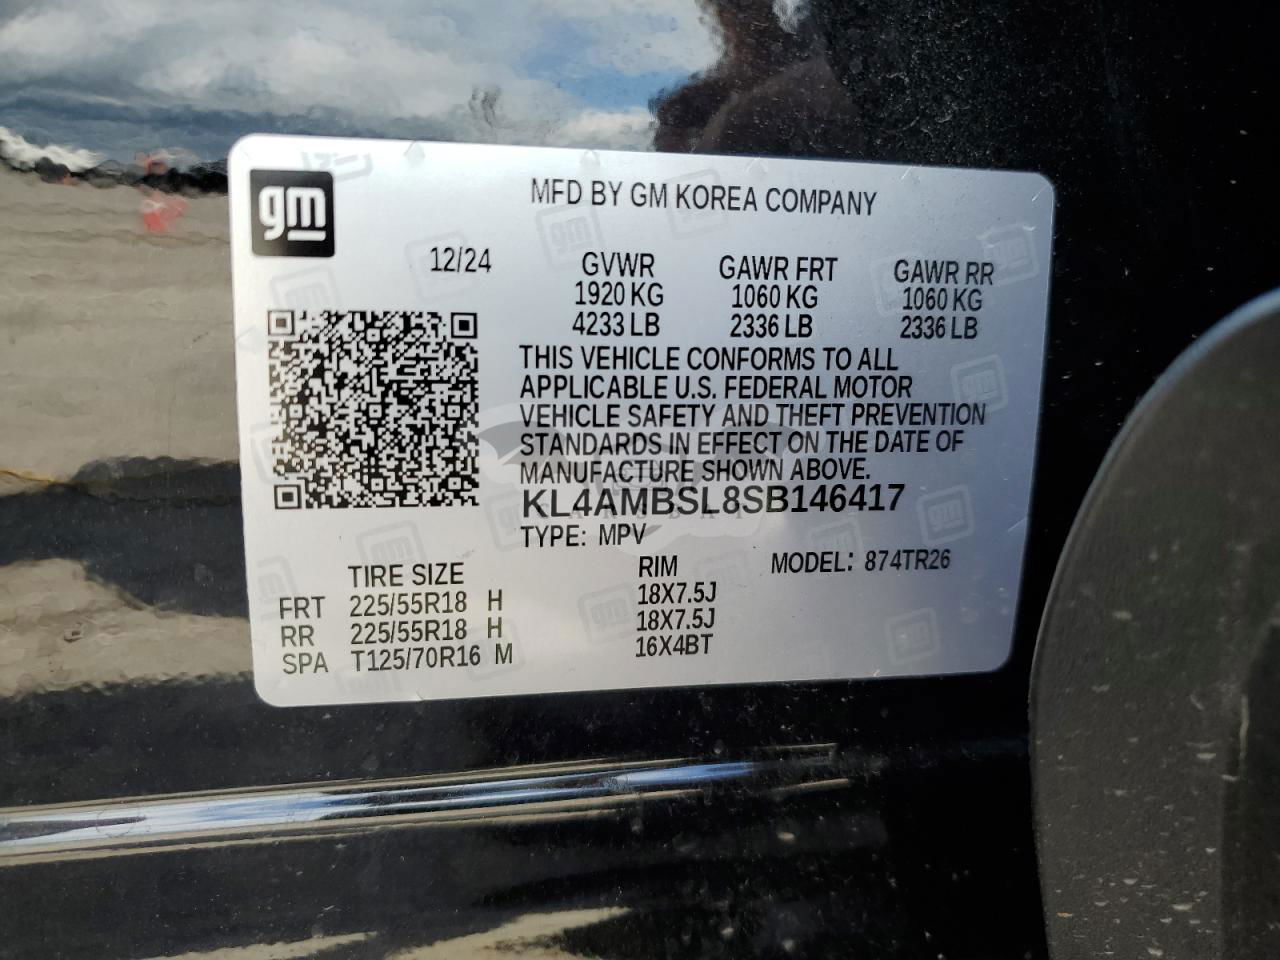 gm
MFD BY GM KOREA COMPANY
12/24 GVWR GAWR FRT GAWR RR
1920 KG 1060 KG 1060 KG
4233 LB 2336 LB 2336 LB
THIS VEHICLE CONFORMS TO ALL
APPLICABLE U.S. FEDERAL MOTOR
VEHICLE SAFETY AND THEFT PREVENTION
STANDARDS IN EFFECT ON THE DATE OF
MANUFACTURE SHOWN ABOVE.
KL4AMBSL8SB146417
TYPE: MPV
TIRE SIZE RIM MODEL: 874TR26
FRT 225/55R18 H 18X7.5J
RR 225/55R18 H 18X7.5J
SPA T125/70R16 M 16X4BT